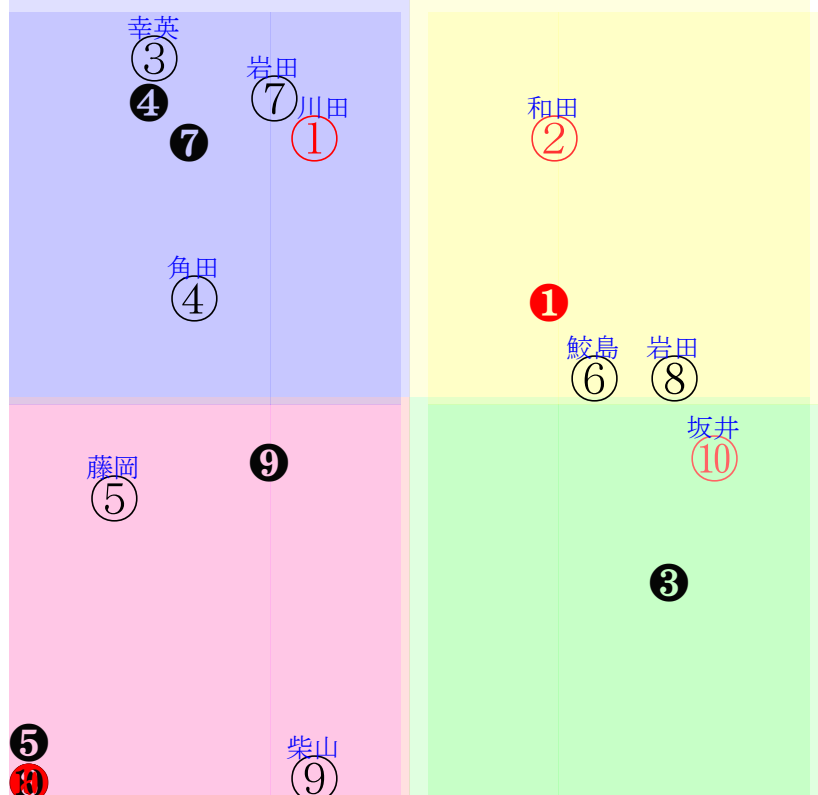 幸英
③
岩田
⑦
❹
川田
①
和田
②
❼
角田
④
❶
鮫島
⑥
岩田
⑧
坂井
⑩
藤岡
⑤
❾
❸
❺
柴山
⑨